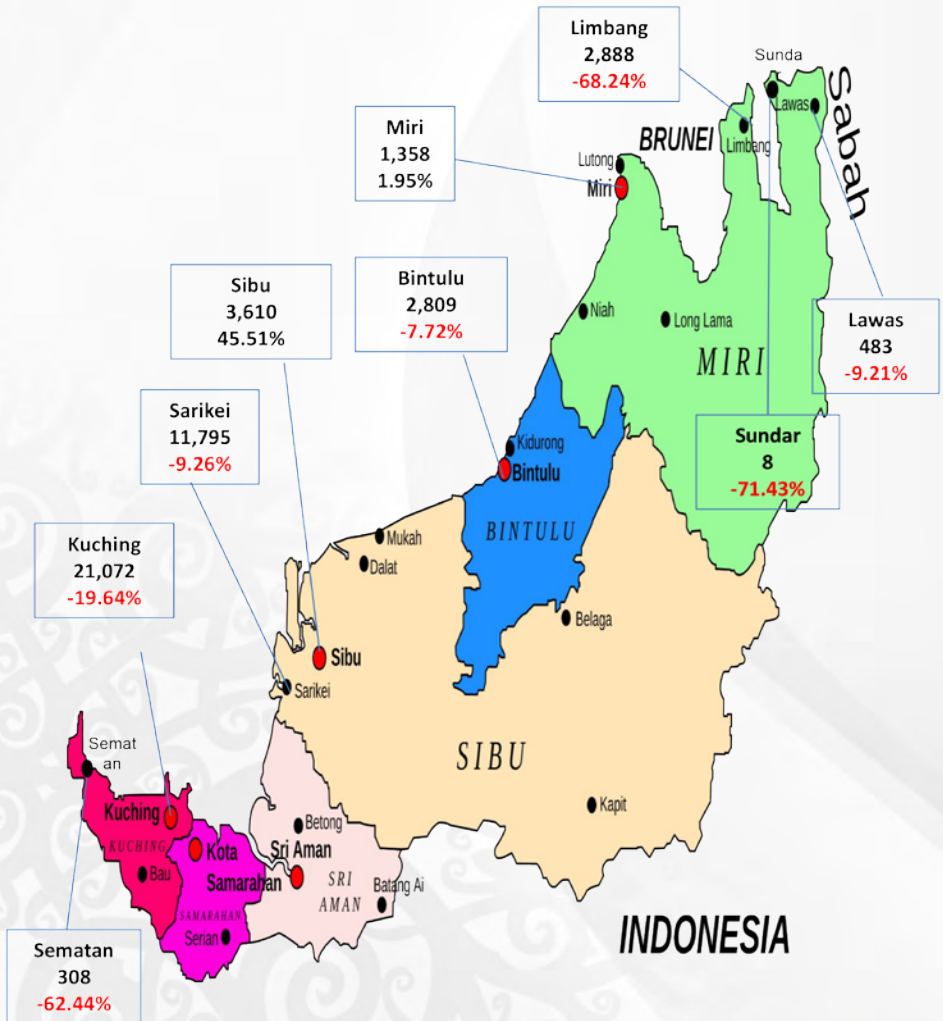 Limbang
2,888
-68.24%
Sunda
Sabah
Lawas
Limbang
BRUNEI
Miri
1,358
1.95%
Lutong
Miri
Sibu
3,610
45.51%
Bintulu
2,809
-7.72%
Niah
Long Lama
MIRI
Lawas
483
-9.21%
Sarikei
11,795
-9.26%
Kidurong
Bintulu
BINTULU
Sundar
8
-71.43%
Kuching
21,072
-19.64%
Mukah
Dalat
Belaga
Sibu
Sarikei
SIBU
Semat
an
Kapit
Kuching
KUCHING
Bau
Kota
Samarahan
SAMARAHAN
Serian
Betong
Sri Aman
SRI
AMAN
Batang Ai
INDONESIA
Sematan
308
-62.44%